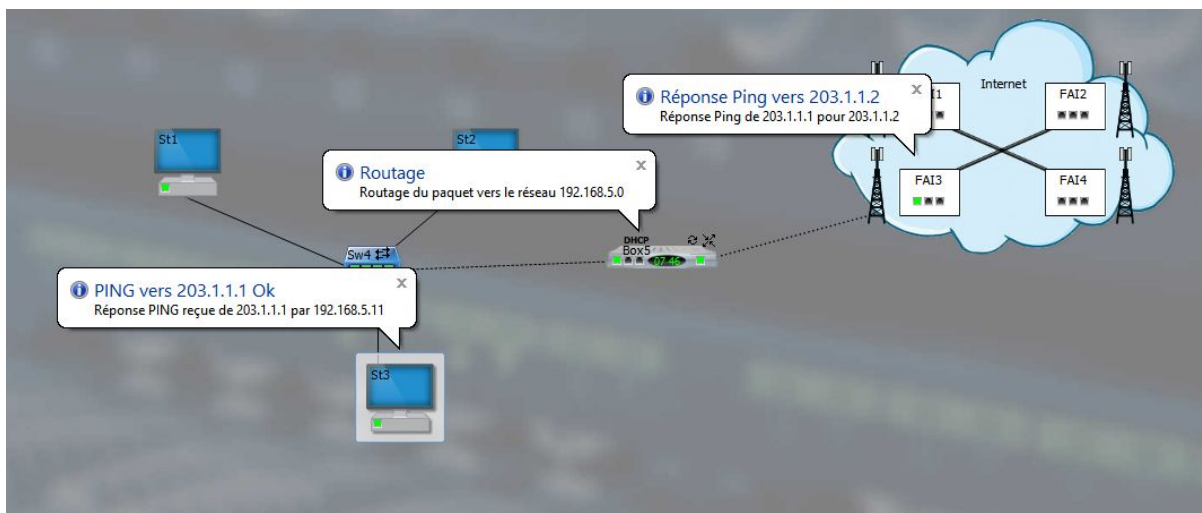 Internet
FAI2
FAI3
FAI4
Réponse Ping vers 203.1.1.2
Réponse Ping de 203.1.1.1 pour 203.1.1.2
St1
St2
Routage
Routage du paquet vers le réseau 192.168.5.0
DHCP
Box5
07:46
Sw4
PING vers 203.1.1.1 Ok
Réponse PING reçue de 203.1.1.1 par 192.168.5.11
St3